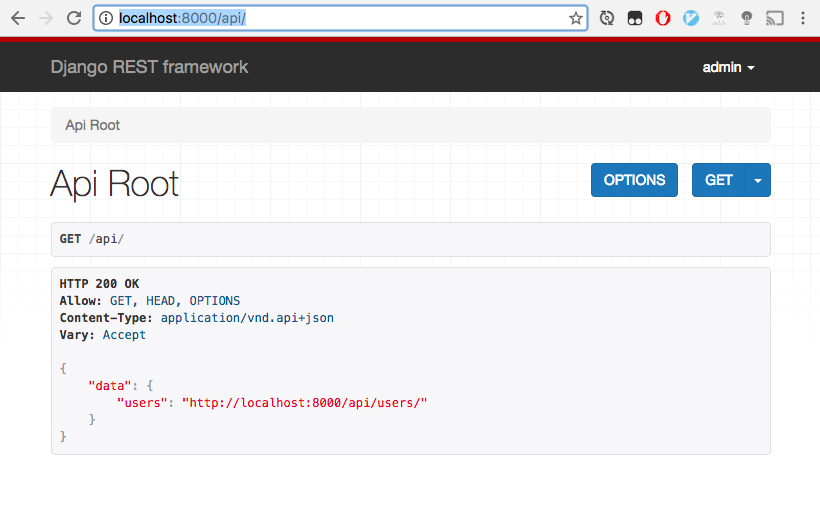 localhost:8000/api/
Django REST framework
admin
Api Root
Api Root
OPTIONS
GET
GET /api/
HTTP 200 OK
Allow: GET, HEAD, OPTIONS
Content-Type: application/vnd.api+json
Vary: Accept
{
    "data": {
        "users": "http://localhost:8000/api/users/"
    }
}